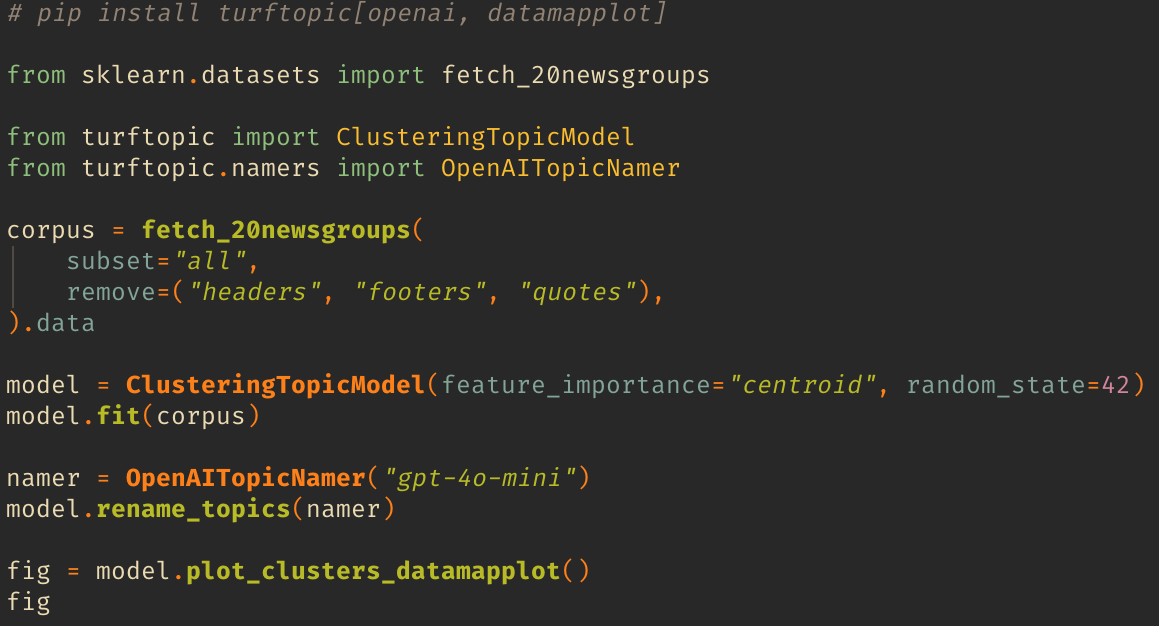 # pip install turftopic[openai, datamapplot]
from sklearn.datasets import fetch_20newsgroups
from turftopic import ClusteringTopicModel
from turftopic.namers import OpenAITopicNamer
corpus = fetch_20newsgroups(
    subset="all",
    remove=("headers", "footers", "quotes"),
).data
model = ClusteringTopicModel(feature_importance="centroid", random_state=42)
model.fit(corpus)
namer = OpenAITopicNamer("gpt-4o-mini")
model.rename_topics(namer)
fig = model.plot_clusters_datamapplot()
fig